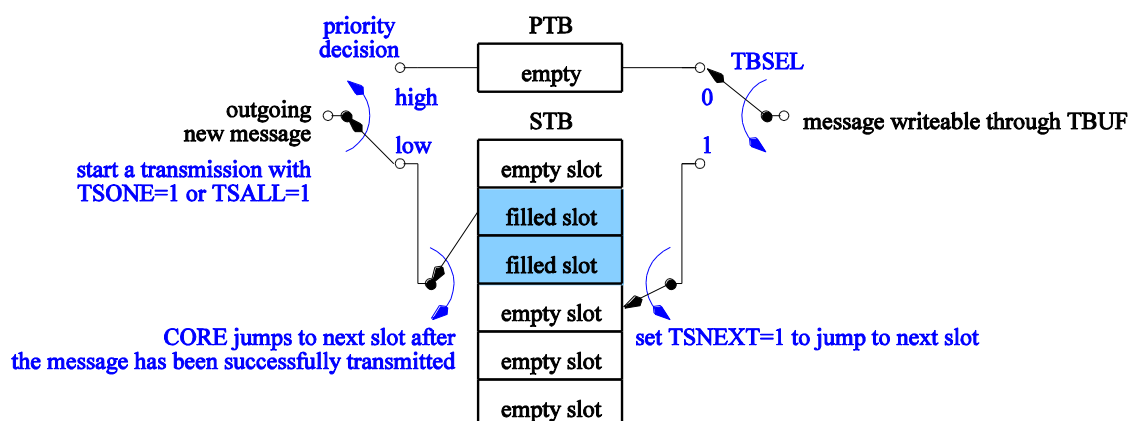 PTB
priority
decision
empty
TBSEL
high
0
outgoing
new message
message writeable through TBUF
STB
low
1
start a transmission with
TSONE=1 or TSALL=1
empty slot
filled slot
filled slot
empty slot
CORE jumps to next slot after
the message has been successfully transmitted
set TSNEXT=1 to jump to next slot
empty slot
empty slot